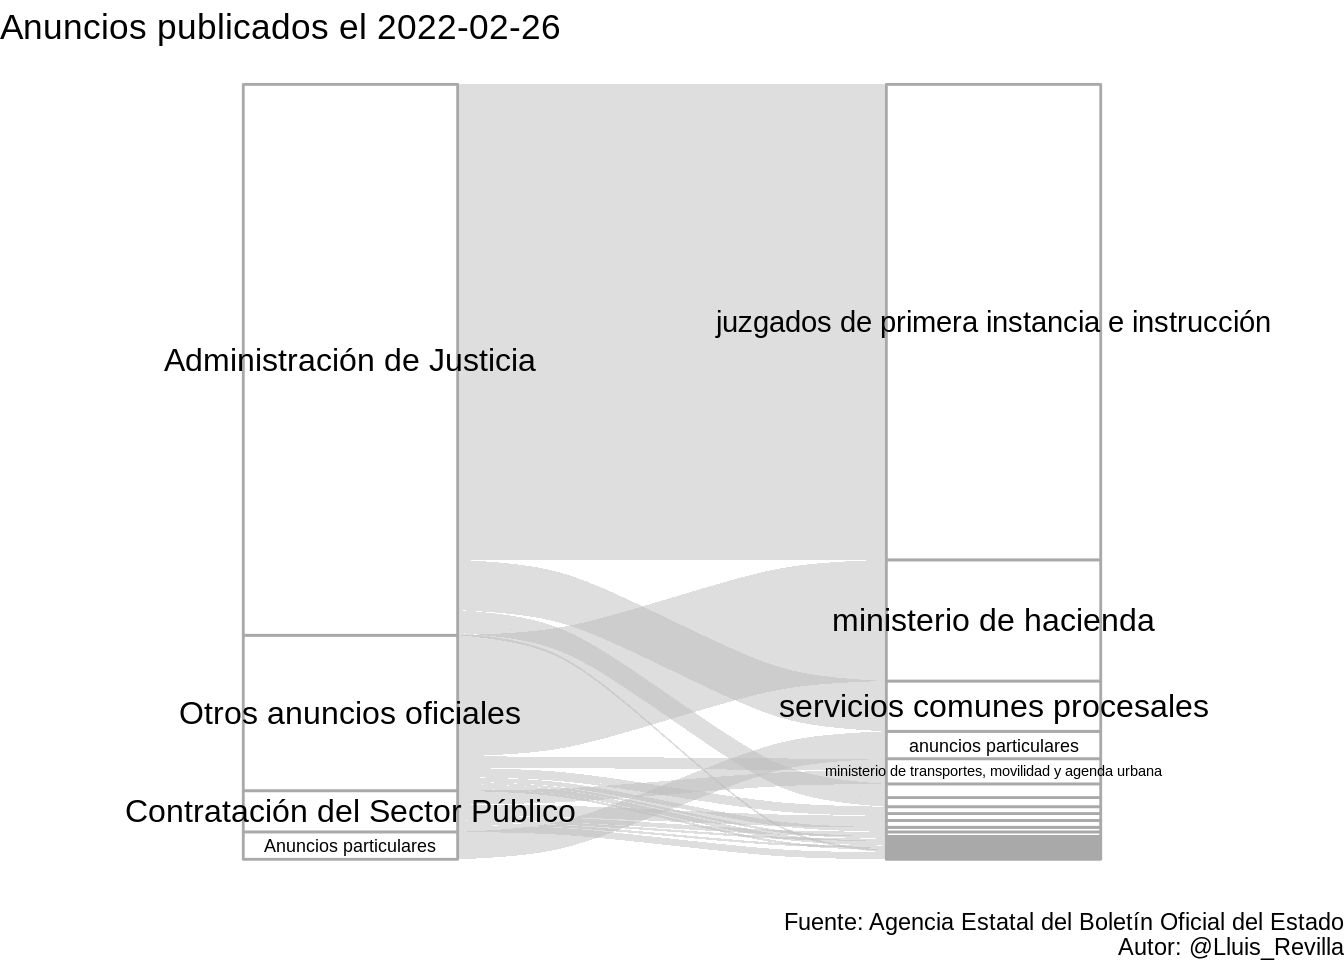 Anuncios publicados el 2022-02-26
juzgados de primera instancia e instrucción
Administración de Justicia
ministerio de hacienda
servicios comunes procesales
Otros anuncios oficiales
anuncios particulares
ministerio de transportes, movilidad y agenda urbana
Contratación del Sector Público
Anuncios particulares
Fuente: Agencia Estatal del Boletín Oficial del Estado
Autor: @Lluis_Revilla